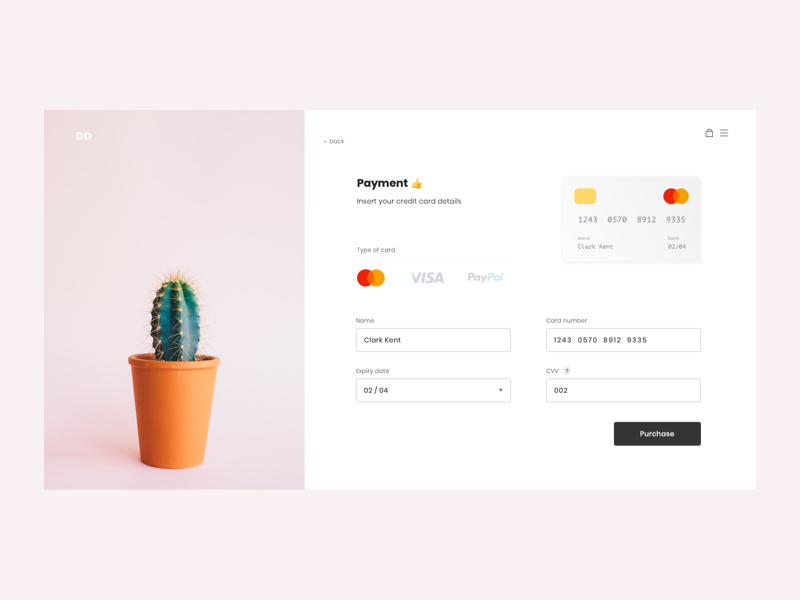 DD
‹ back
Payment 👍
Insert your credit card details
1243 0570 8912 9335
Name Expire
Clark Kent 02/04
Type of card
VISA PayPal
Name
Clark Kent
Card number
1243 0570 8912 9335
Expiry date
02 / 04
CVV ?
002
Purchase